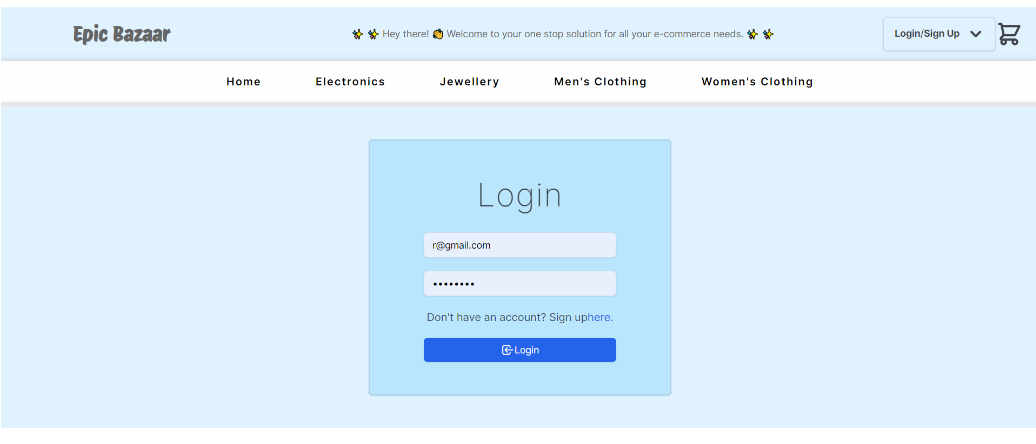 Epic Bazaar
✨ ✨ Hey there! 👏 Welcome to your one stop solution for all your e-commerce needs. ✨ ✨
Login/Sign Up
Home Electronics Jewellery Men's Clothing Women's Clothing
Login
r@gmail.com
••••••••
Don't have an account? Sign uphere.
Login